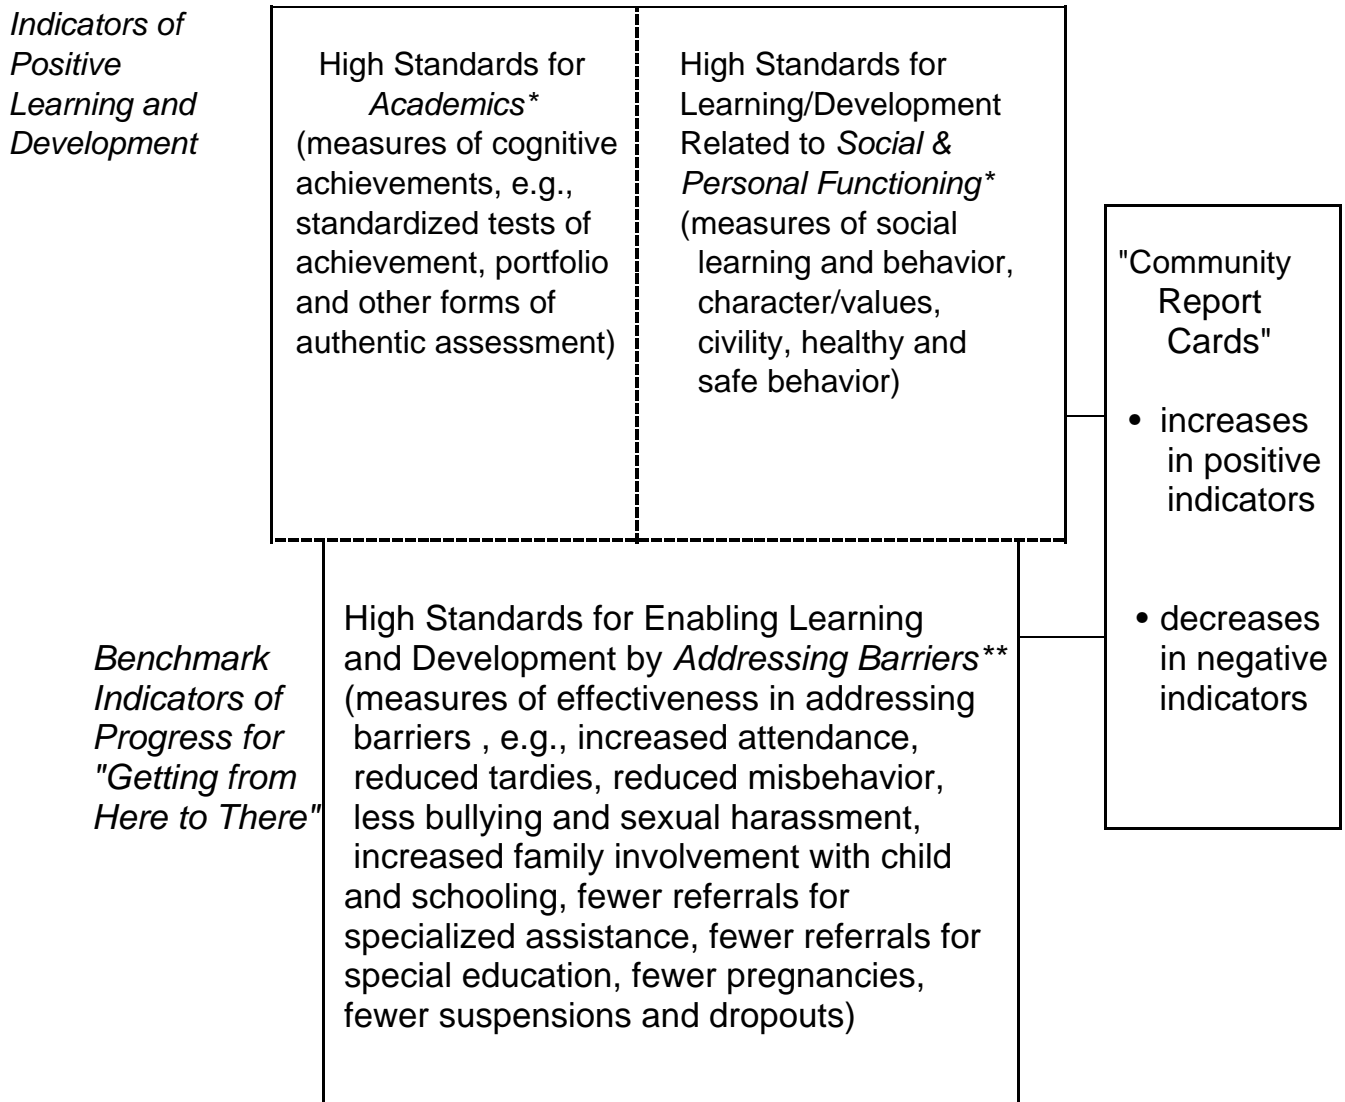 Indicators of
Positive
Learning and
Development
High Standards for
Academics*
(measures of cognitive
achievements, e.g.,
standardized tests of
achievement, portfolio
and other forms of
authentic assessment)
High Standards for
Learning/Development
Related to Social &
Personal Functioning*
(measures of social
learning and behavior,
character/values,
civility, healthy and
safe behavior)
"Community
Report
Cards"
• increases
in positive
indicators
• decreases
in negative
indicators
Benchmark
Indicators of
Progress for
"Getting from
Here to There"
High Standards for Enabling Learning
and Development by Addressing Barriers**
(measures of effectiveness in addressing
barriers , e.g., increased attendance,
reduced tardies, reduced misbehavior,
less bullying and sexual harassment,
increased family involvement with child
and schooling, fewer referrals for
specialized assistance, fewer referrals for
special education, fewer pregnancies,
fewer suspensions and dropouts)